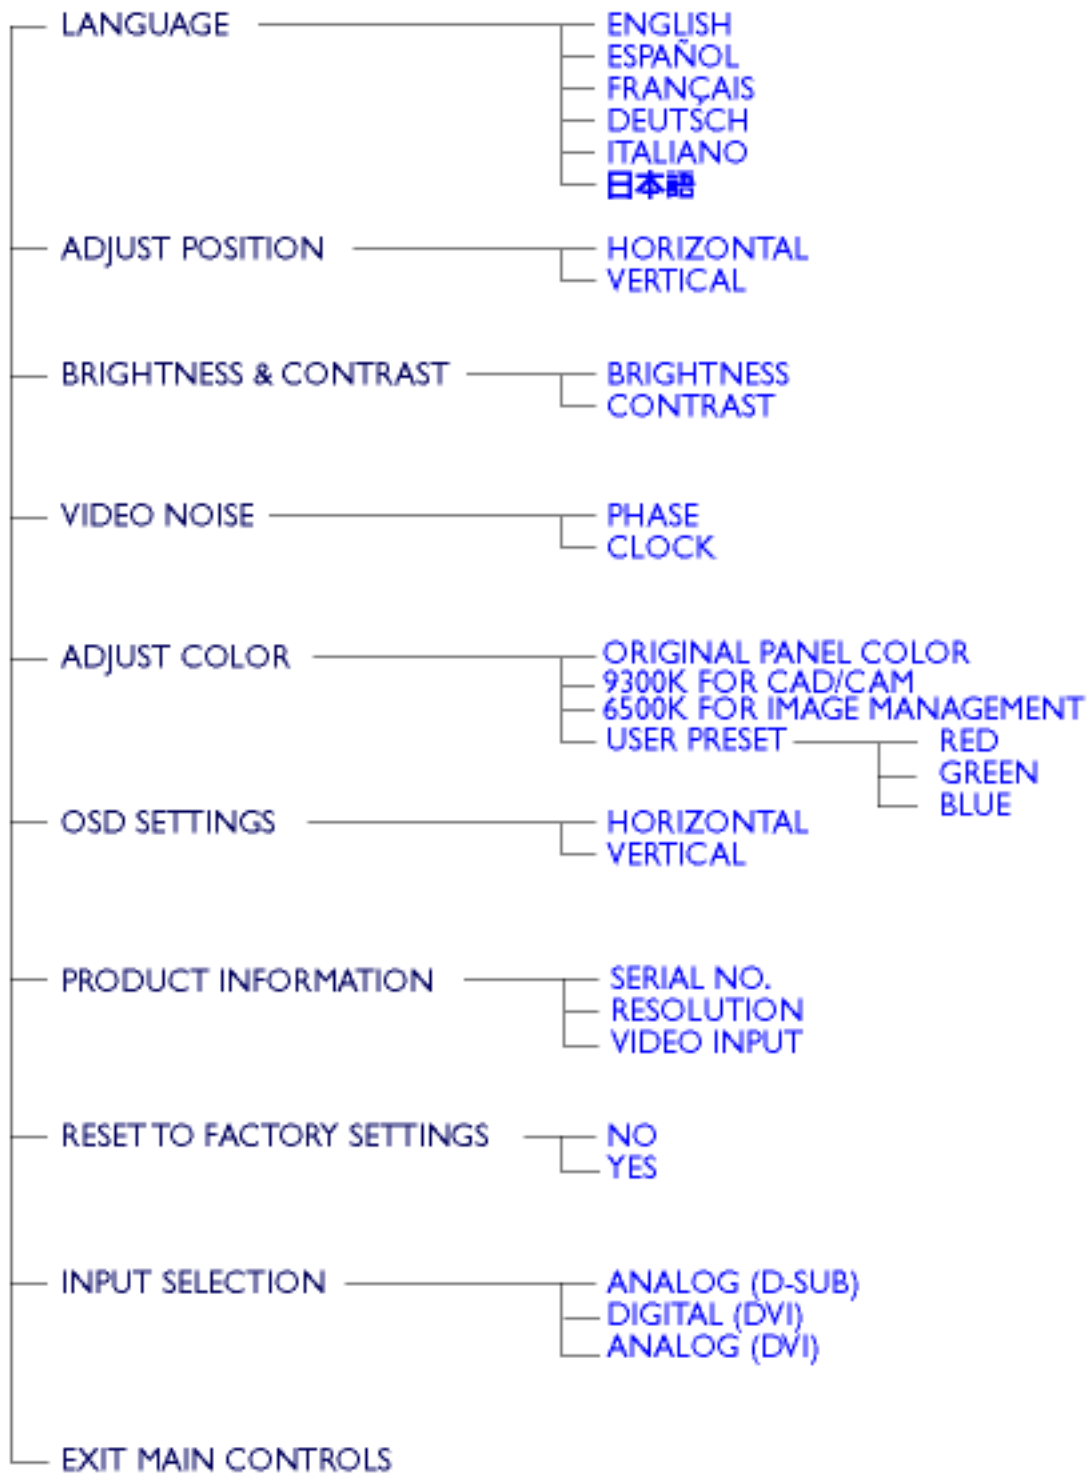 LANGUAGE
ENGLISH
ESPAÑOL
FRANÇAIS
DEUTSCH
ITALIANO
日本語
ADJUST POSITION
HORIZONTAL
VERTICAL
BRIGHTNESS & CONTRAST
BRIGHTNESS
CONTRAST
VIDEO NOISE
PHASE
CLOCK
ADJUST COLOR
ORIGINAL PANEL COLOR
9300K FOR CAD/CAM
6500K FOR IMAGE MANAGEMENT
USER PRESET
RED
GREEN
BLUE
OSD SETTINGS
HORIZONTAL
VERTICAL
PRODUCT INFORMATION
SERIAL NO.
RESOLUTION
VIDEO INPUT
RESET TO FACTORY SETTINGS
NO
YES
INPUT SELECTION
ANALOG (D-SUB)
DIGITAL (DVI)
ANALOG (DVI)
EXIT MAIN CONTROLS